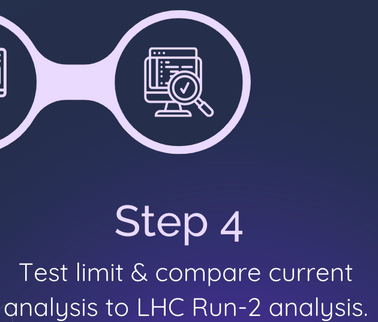 Step 4
Test limit & compare current
analysis to LHC Run-2 analysis.